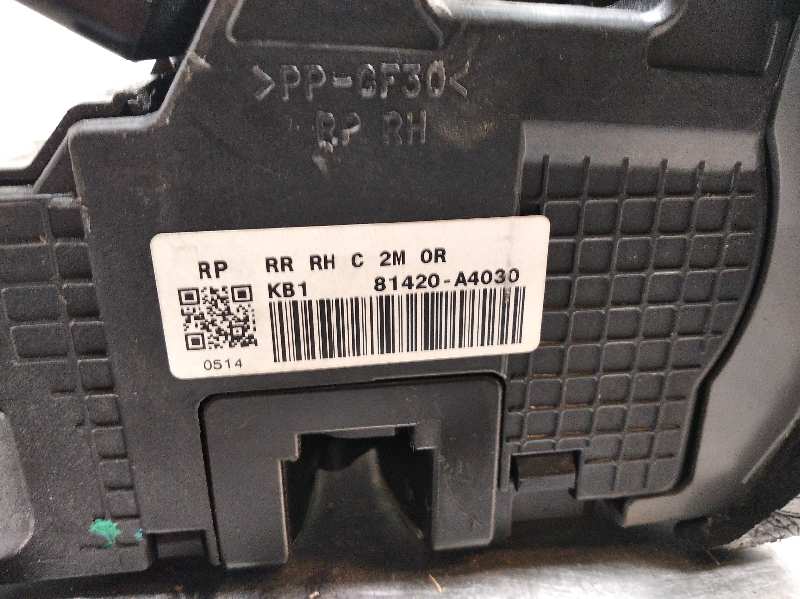 >PP-GF30<
RP RH
RP RR RH C 2M OR
KB1 81420-A4030
0514